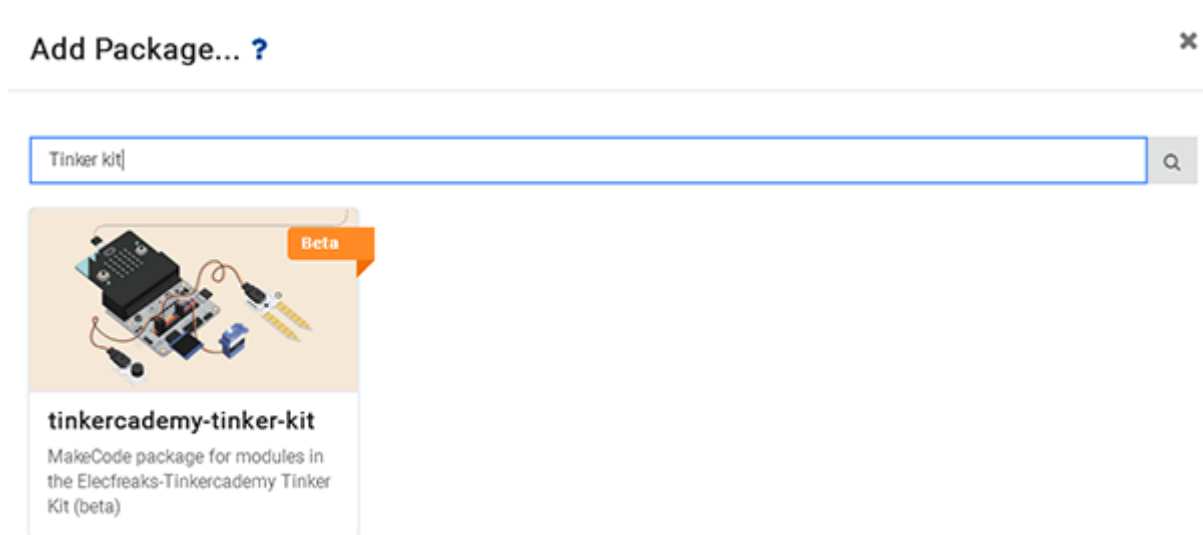 Add Package... ?
Tinker kit
Beta
tinkercademy-tinker-kit
MakeCode package for modules in
the Elecfreaks-Tinkercademy Tinker
Kit (beta)